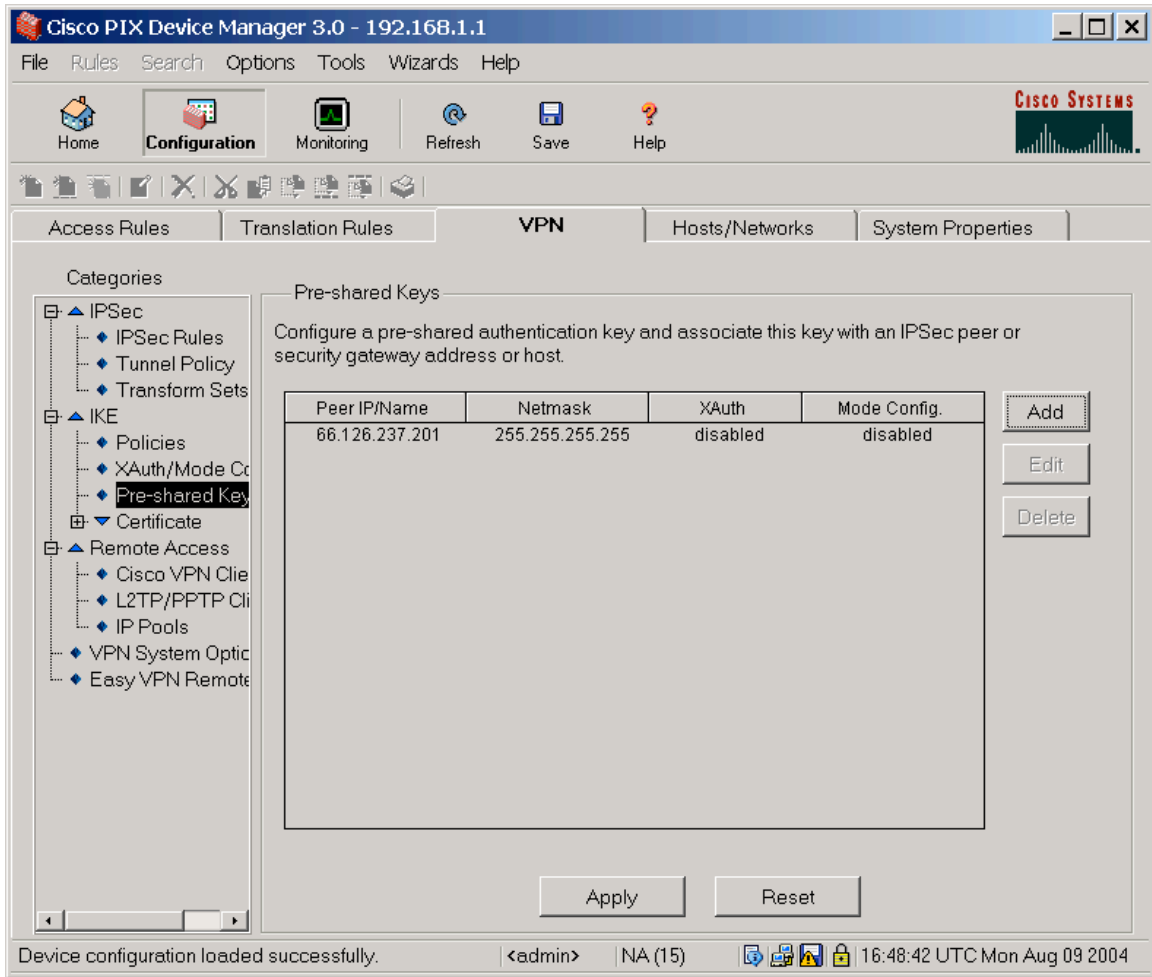 Cisco PIX Device Manager 3.0 - 192.168.1.1
File Rules Search Options Tools Wizards Help
Home Configuration Monitoring Refresh Save Help
CISCO SYSTEMS
Access Rules Translation Rules VPN Hosts/Networks System Properties
Categories
IPSec
IPSec Rules
Tunnel Policy
Transform Sets
IKE
Policies
XAuth/Mode Co
Pre-shared Key
Certificate
Remote Access
Cisco VPN Clie
L2TP/PPTP Cli
IP Pools
VPN System Optic
Easy VPN Remote
Pre-shared Keys
Configure a pre-shared authentication key and associate this key with an IPSec peer or
security gateway address or host.
Peer IP/Name Netmask XAuth Mode Config.
66.126.237.201 255.255.255.255 disabled disabled
Add
Edit
Delete
Apply Reset
Device configuration loaded successfully. <admin> NA (15) 16:48:42 UTC Mon Aug 09 2004